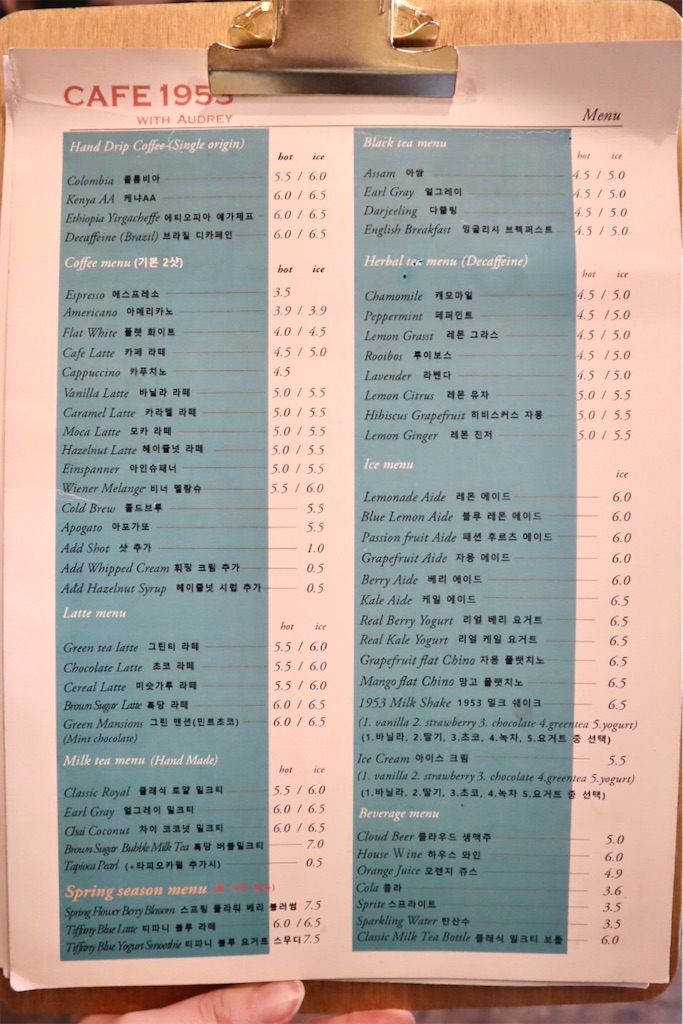 CAFE 1953
WITH AUDREY
Menu
Hand Drip Coffee (Single origin)
hot ice
Colombia 콜롬비아 5.5 / 6.0
Kenya AA 케냐AA 6.0 / 6.5
Ethiopia Yirgacheffe 에티오피아 예가체프 6.0 / 6.5
Decaffeine (Brazil) 브라질 디카페인 6.0 / 6.5
Coffee menu (기본 2샷)
hot ice
Espresso 에스프레소 3.5
Americano 아메리카노 3.9 / 3.9
Flat White 플랫 화이트 4.0 / 4.5
Cafe Latte 카페 라떼 4.5 / 5.0
Cappuccino 카푸치노 4.5
Vanilla Latte 바닐라 라떼 5.0 / 5.5
Caramel Latte 카라멜 라떼 5.0 / 5.5
Moca Latte 모카 라떼 5.0 / 5.5
Hazelnut Latte 헤이즐넛 라떼 5.0 / 5.5
Einspanner 아인슈패너 5.0 / 5.5
Wiener Melange 비너 멜랑슈 5.5 / 6.0
Cold Brew 콜드브루 5.5
Apogato 아포가또 5.5
Add Shot 샷 추가 1.0
Add Whipped Cream 휘핑 크림 추가 0.5
Add Hazelnut Syrup 헤이즐넛 시럽 추가 0.5
Latte menu
hot ice
Green tea latte 그린티 라떼 5.5 / 6.0
Chocolate Latte 초코 라떼 5.5 / 6.0
Cereal Latte 미숫가루 라떼 5.5 / 6.0
Brown Sugar Latte 흑당 라떼 6.0 / 6.5
Green Mansions 그린 맨션(민트초코) 6.0 / 6.5
(Mint chocolate)
Milk tea menu (Hand Made)
hot ice
Classic Royal 클래식 로얄 밀크티 5.5 / 6.0
Earl Gray 얼그레이 밀크티 6.0 / 6.5
Chai Coconut 차이 코코넛 밀크티 6.0 / 6.5
Brown Sugar Bubble Milk Tea 흑당 버블밀크티 7.0
Tapioca Pearl (+타피오카펄 추가시) 0.5
Spring season menu
Spring Flower Berry Blossom 스프링 플라워 베리 블러썸 7.5
Tiffany Blue Latte 티파니 블루 라떼 6.0 / 6.5
Tiffany Blue Yogurt Smoothie 티파니 블루 요거트 스무디 7.5
Black tea menu
hot ice
Assam 아쌈 4.5 / 5.0
Earl Gray 얼그레이 4.5 / 5.0
Darjeeling 다즐링 4.5 / 5.0
English Breakfast 잉글리시 브렉퍼스트 4.5 / 5.0
Herbal tea menu (Decaffeine)
hot ice
Chamomile 캐모마일 4.5 / 5.0
Peppermint 페퍼민트 4.5 / 5.0
Lemon Grasst 레몬 그라스 4.5 / 5.0
Rooibos 루이보스 4.5 / 5.0
Lavender 라벤다 4.5 / 5.0
Lemon Citrus 레몬 유자 5.0 / 5.5
Hibiscus Grapefruit 히비스커스 자몽 5.0 / 5.5
Lemon Ginger 레몬 진저 5.0 / 5.5
Ice menu
ice
Lemonade Aide 레몬 에이드 6.0
Blue Lemon Aide 블루 레몬 에이드 6.0
Passion fruit Aide 패션 후르츠 에이드 6.0
Grapefruit Aide 자몽 에이드 6.0
Berry Aide 베리 에이드 6.0
Kale Aide 케일 에이드 6.5
Real Berry Yogurt 리얼 베리 요거트 6.5
Real Kale Yogurt 리얼 케일 요거트 6.5
Grapefruit flat Chino 자몽 플랫치노 6.5
Mango flat Chino 망고 플랫치노 6.5
1953 Milk Shake 1953 밀크 쉐이크 6.5
(1. vanilla 2. strawberry 3. chocolate 4.greentea 5.yogurt)
(1.바닐라, 2.딸기, 3.초코, 4.녹차, 5.요거트 중 선택)
Ice Cream 아이스 크림 5.5
(1. vanilla 2. strawberry 3. chocolate 4.greentea 5.yogurt)
(1.바닐라, 2.딸기, 3.초코, 4.녹차 5.요거트 중 선택)
Beverage menu
Cloud Beer 클라우드 생맥주 5.0
House Wine 하우스 와인 6.0
Orange Juice 오렌지 쥬스 4.9
Cola 콜라 3.6
Sprite 스프라이트 3.5
Sparkling Water 탄산수 3.5
Classic Milk Tea Bottle 클래식 밀크티 보틀 6.0